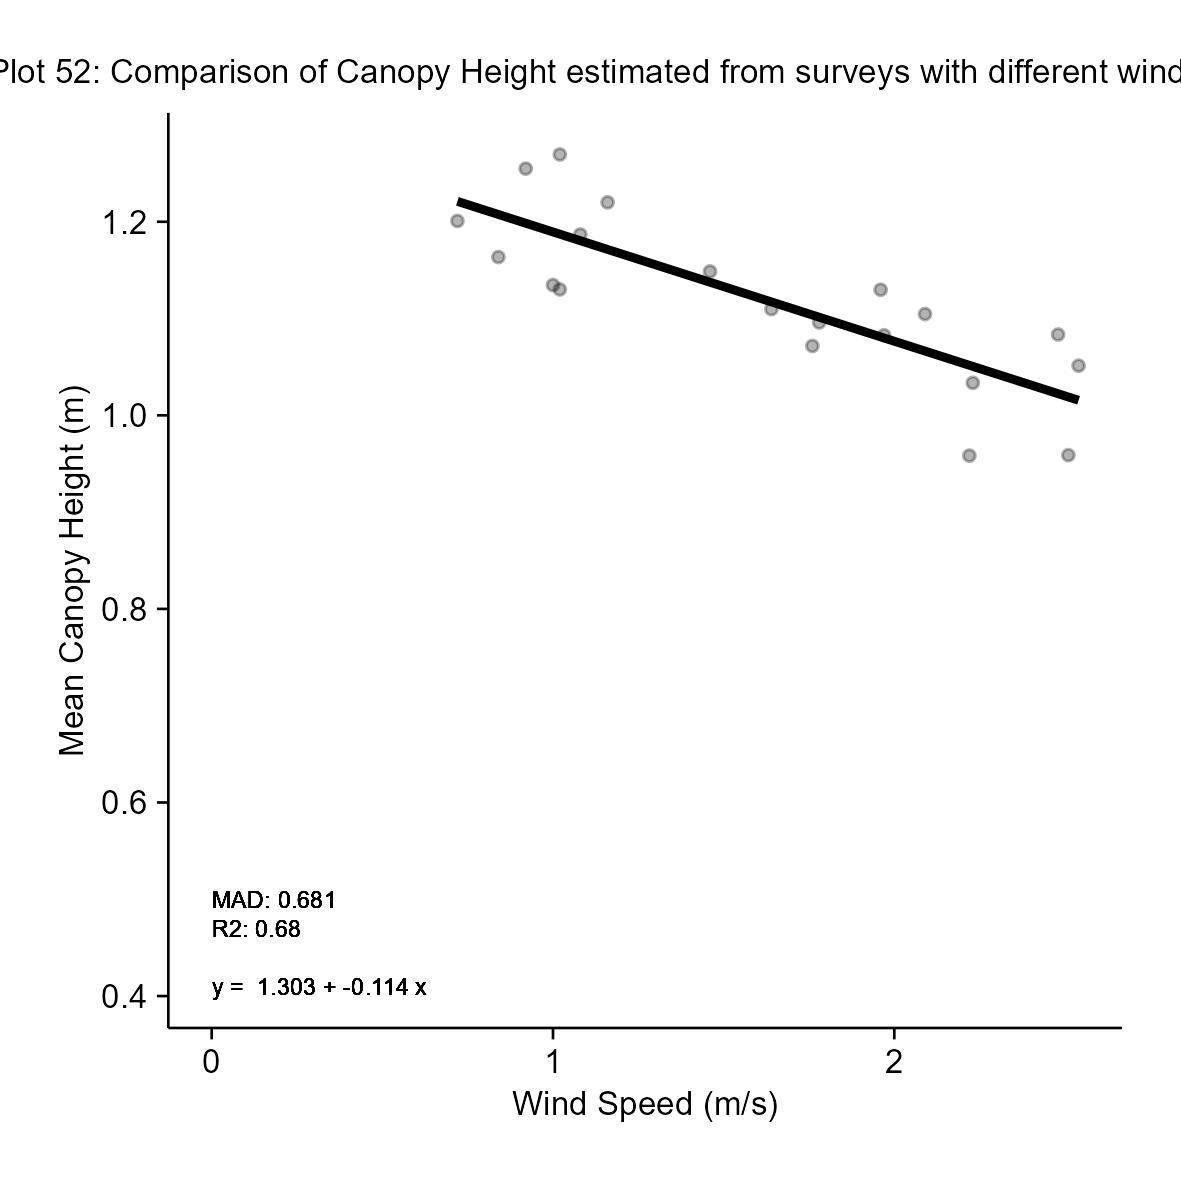 Plot 52: Comparison of Canopy Height estimated from surveys with different wind
1.2
1.0
0.8
0.6
0.4
Mean Canopy Height (m)
MAD: 0.681
R2: 0.68
y = 1.303 + -0.114 x
0 1 2
Wind Speed (m/s)